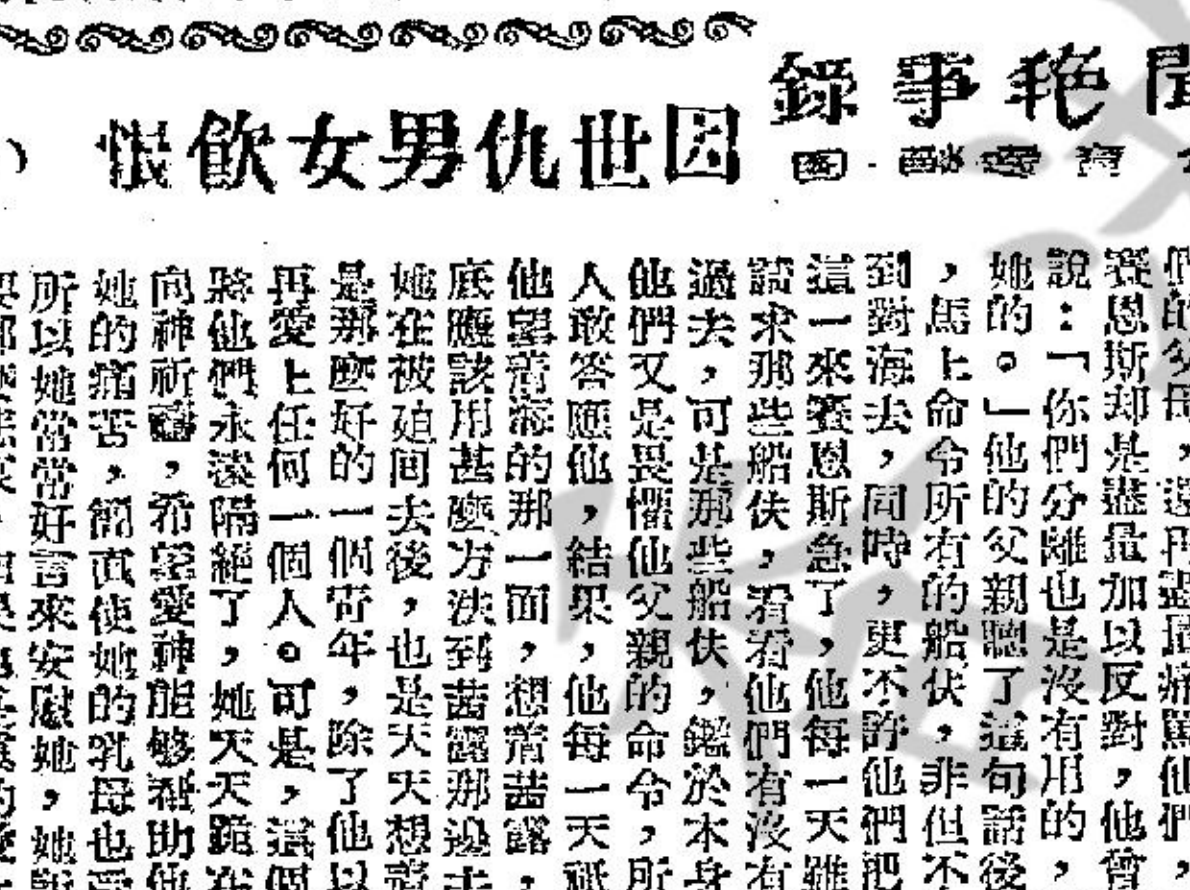 聞艳事錄
因世仇男女飲恨
們的父母,
賽恩斯却是盡量加以反對,他曾
說:「你們分離也是沒有用的,
她的。」他的父親聽了這句話後
,馬上命令所有的船伕,非但不
到對海去,同時,更不許他們把
這一來賽恩斯急了,他每一天雖
請求那些船伕,看看他們有沒有
過去,可是那些船伕,鑑於本身
他們又是畏懼他父親的命令,所
人敢答應他,結果,他每一天祇
他望着海的那一面,想着茜露,
底應該用甚麼方法到茜露那邊去
她在被迫回去後,也是天天想着
是那麼好的一個青年,除了他以
再愛上任何一個人。可是,這個
將他們永遠隔絕了,她天天跪在
向神祈禱,希望愛神能够幫助他
她的痛苦,簡直使她的乳母也受
所以她常常好言來安慰她,她